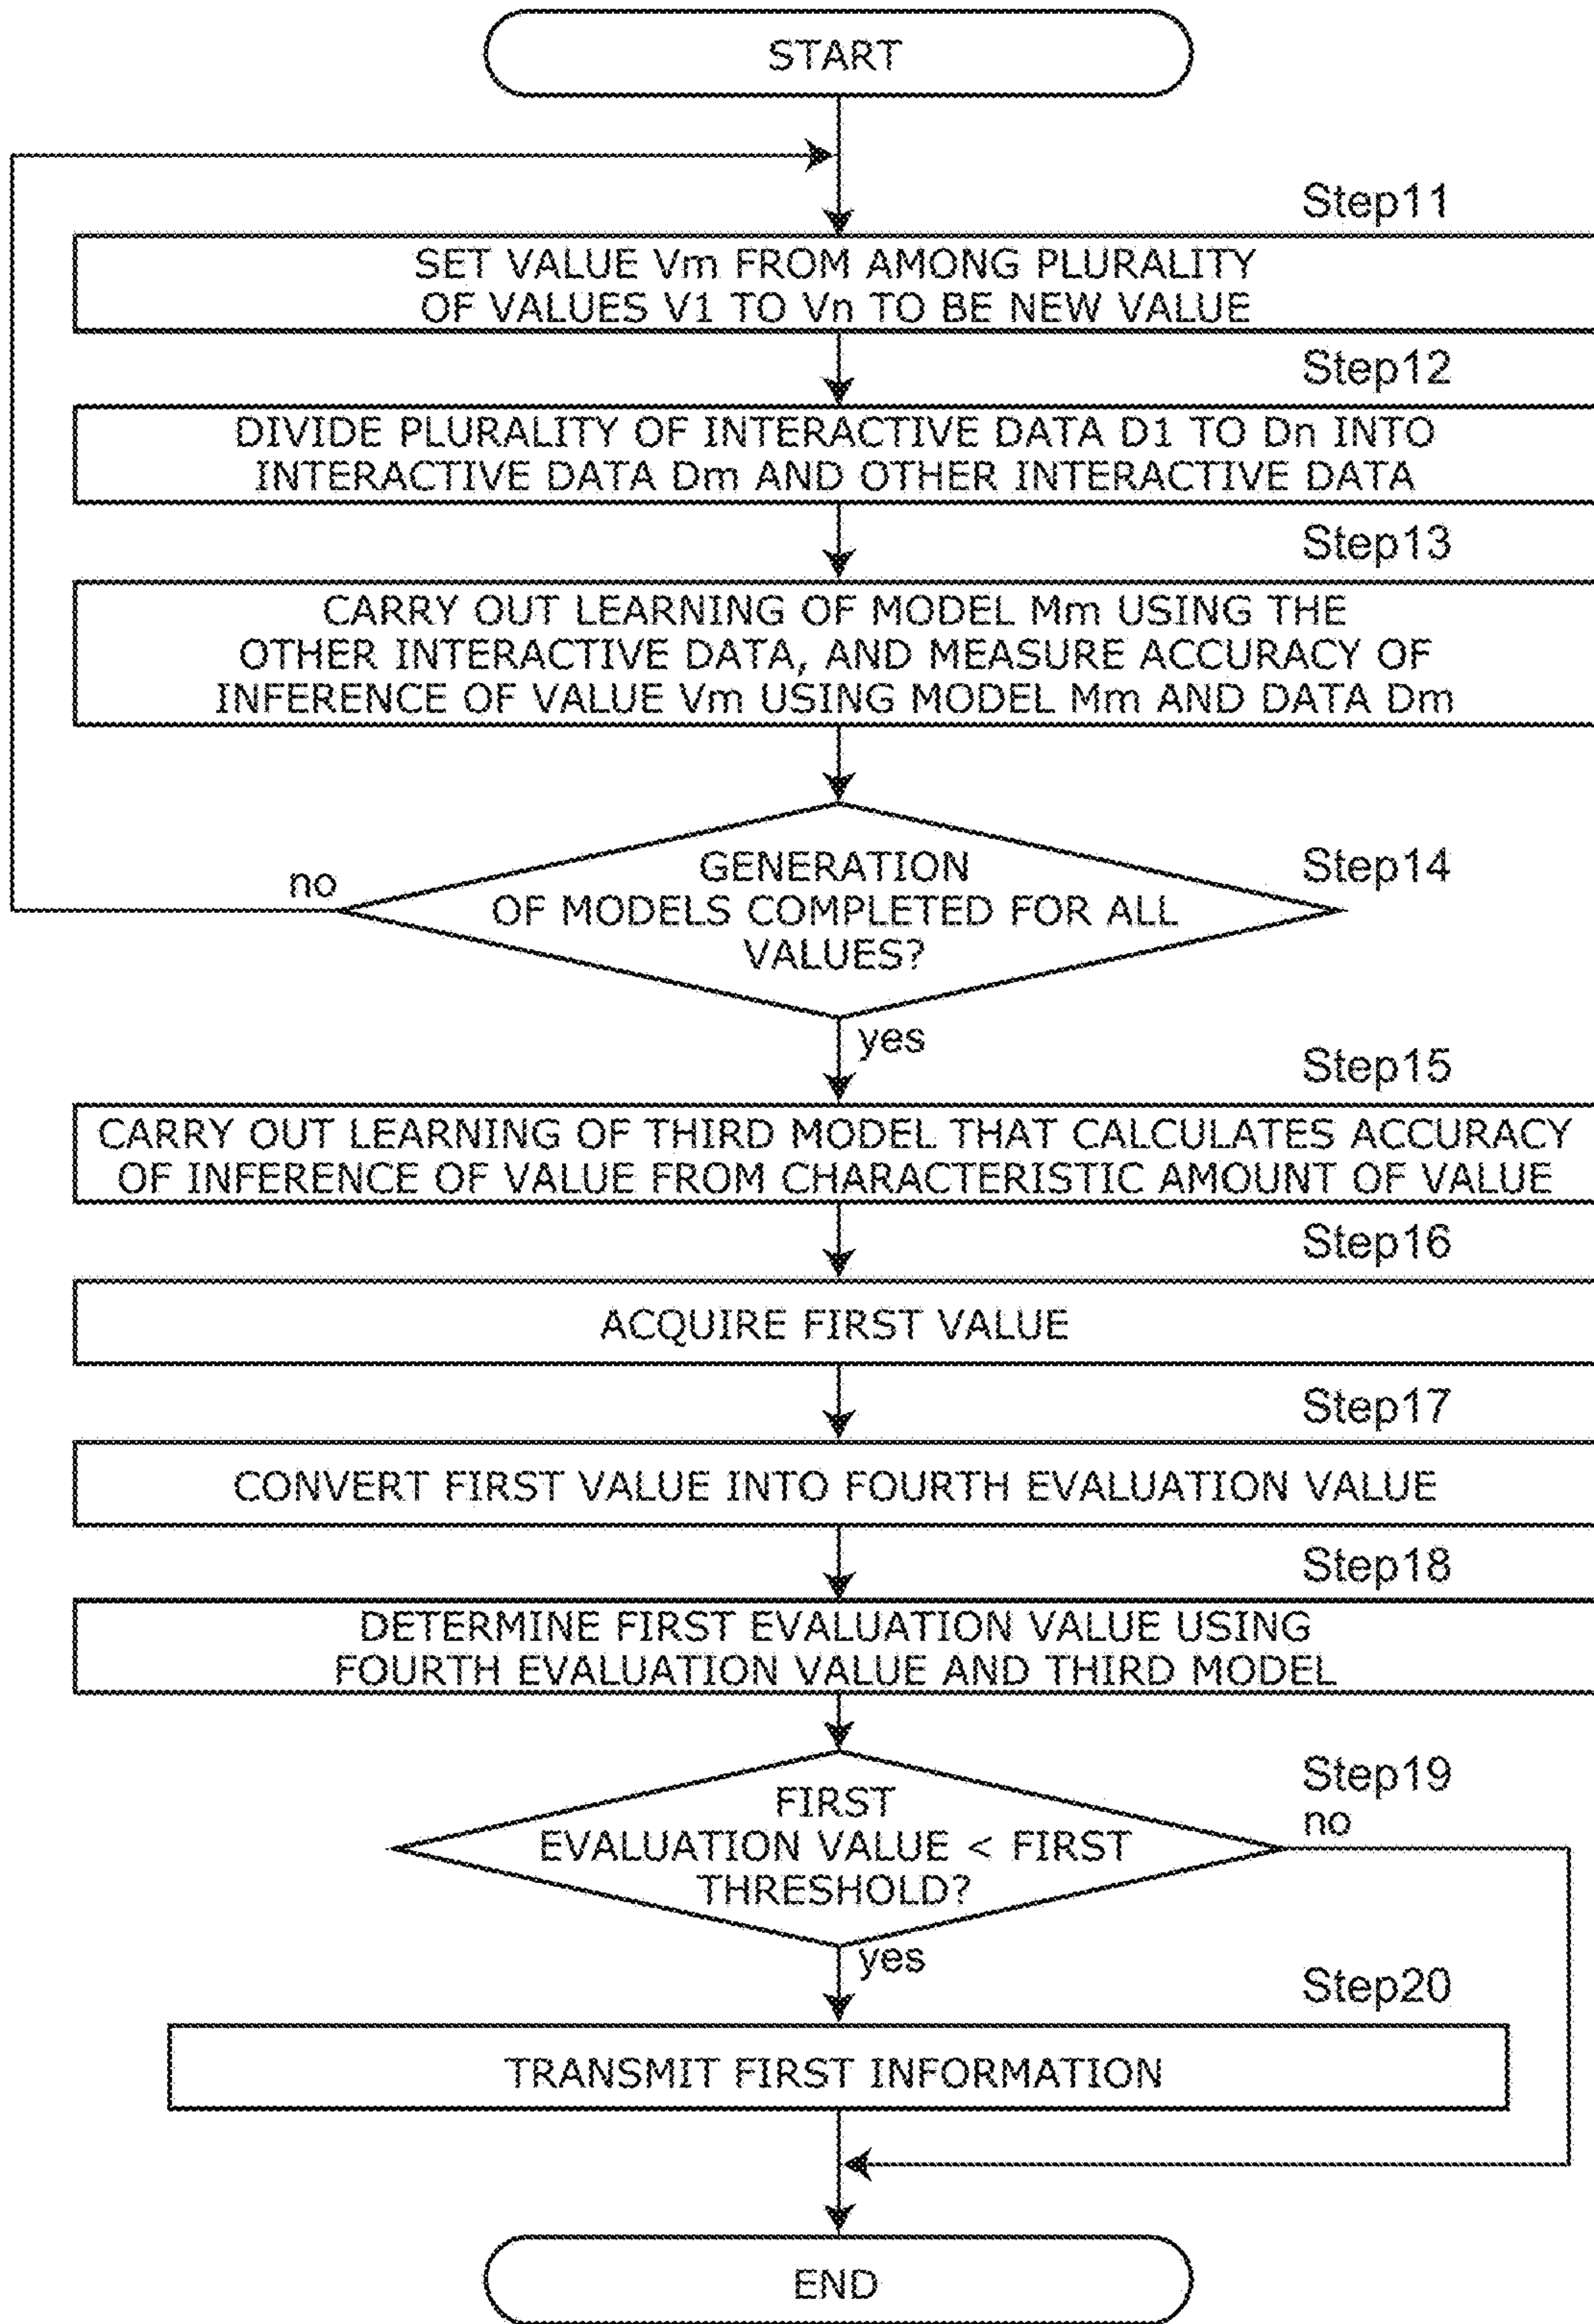 START
Step11
SET VALUE Vm FROM AMONG PLURALITY
OF VALUES V1 TO Vn TO BE NEW VALUE
Step12
DIVIDE PLURALITY OF INTERACTIVE DATA D1 TO Dn INTO
INTERACTIVE DATA Dm AND OTHER INTERACTIVE DATA
Step13
CARRY OUT LEARNING OF MODEL Mm USING THE
OTHER INTERACTIVE DATA, AND MEASURE ACCURACY OF
INFERENCE OF VALUE Vm USING MODEL Mm AND DATA Dm
Step14
no
GENERATION
OF MODELS COMPLETED FOR ALL
VALUES?
yes
Step15
CARRY OUT LEARNING OF THIRD MODEL THAT CALCULATES ACCURACY
OF INFERENCE OF VALUE FROM CHARACTERISTIC AMOUNT OF VALUE
Step16
ACQUIRE FIRST VALUE
Step17
CONVERT FIRST VALUE INTO FOURTH EVALUATION VALUE
Step18
DETERMINE FIRST EVALUATION VALUE USING
FOURTH EVALUATION VALUE AND THIRD MODEL
Step19
FIRST
EVALUATION VALUE < FIRST
THRESHOLD?
no
yes
Step20
TRANSMIT FIRST INFORMATION
END